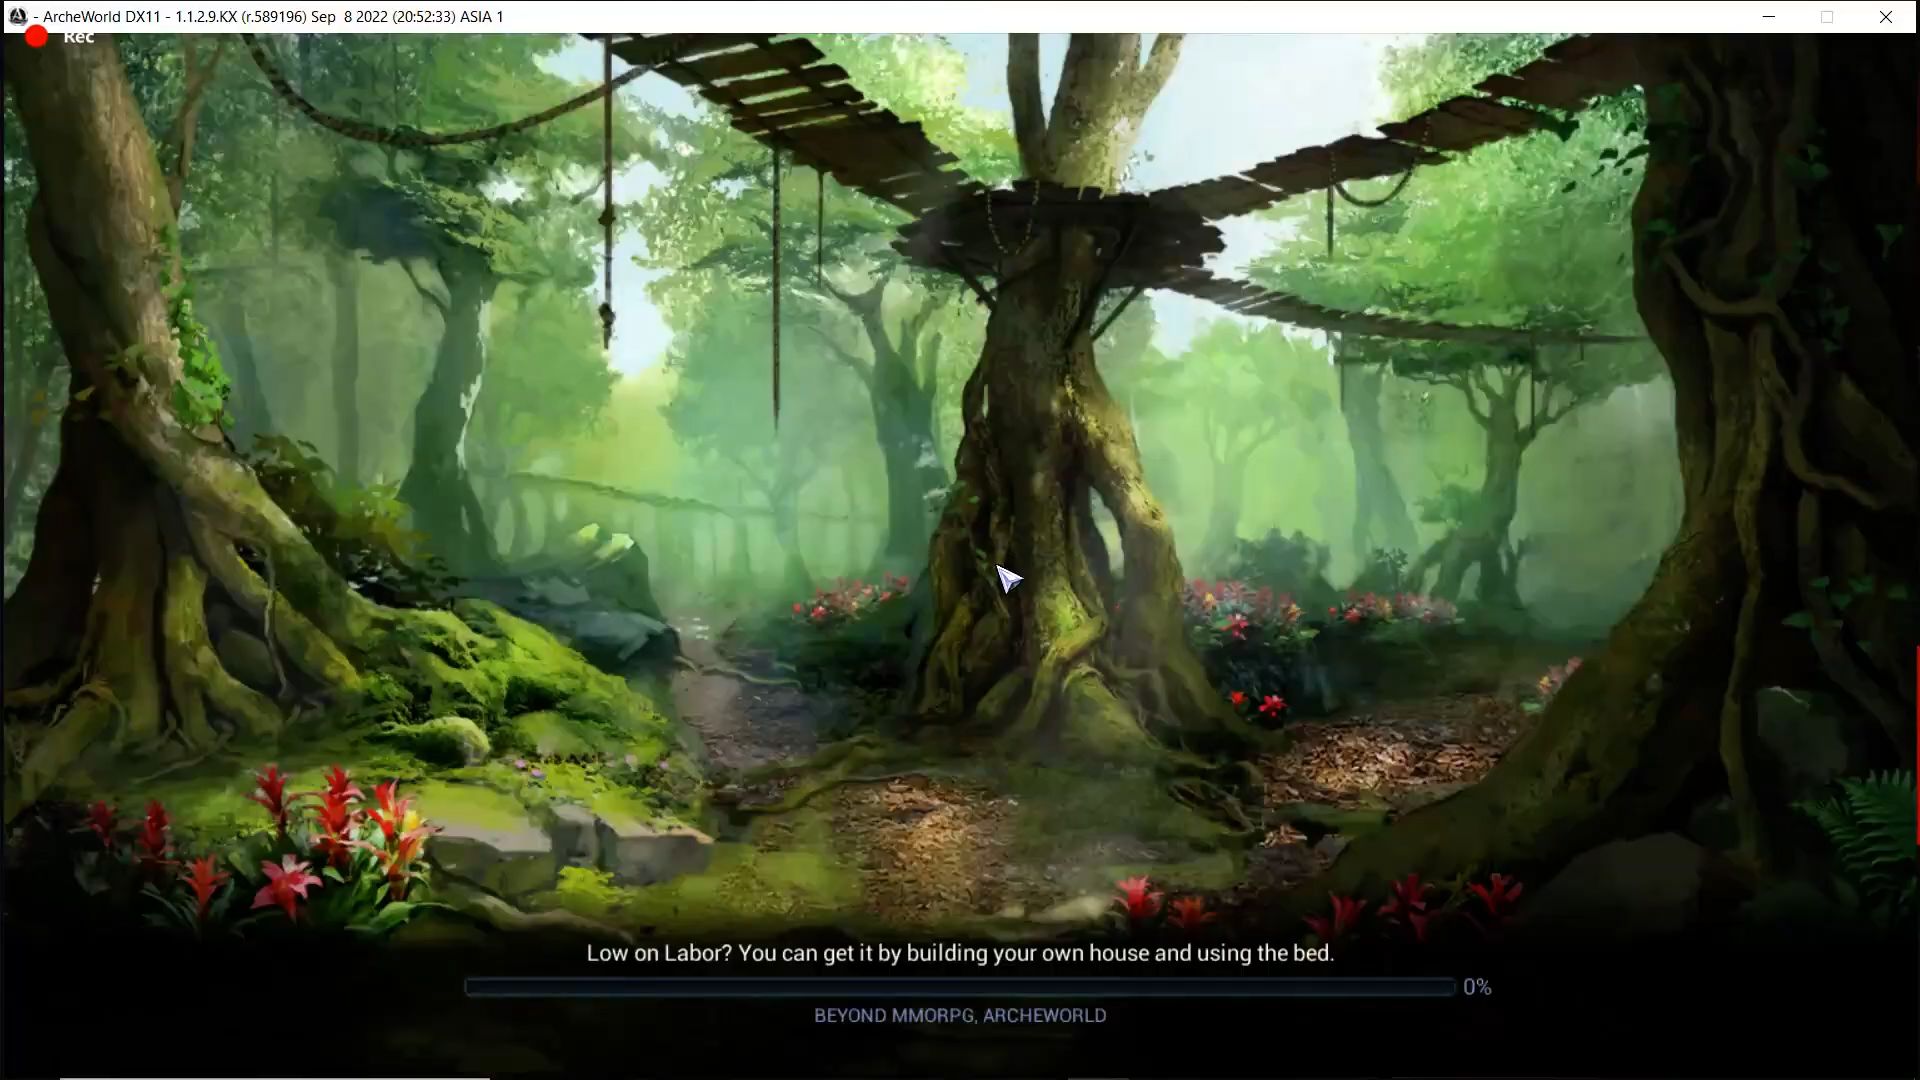 - ArcheWorld DX11 - 1.1.2.9.KX (r.589196) Sep  8 2022 (20:52:33) ASIA 1
Rec
Low on Labor? You can get it by building your own house and using the bed.
0%
BEYOND MMORPG, ARCHEWORLD